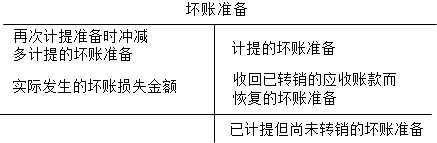 坏账准备
再次计提准备时冲减
多计提的坏账准备
实际发生的坏账损失金额
计提的坏账准备
收回已转销的应收账款而
恢复的坏账准备
已计提但尚未转销的坏账准备